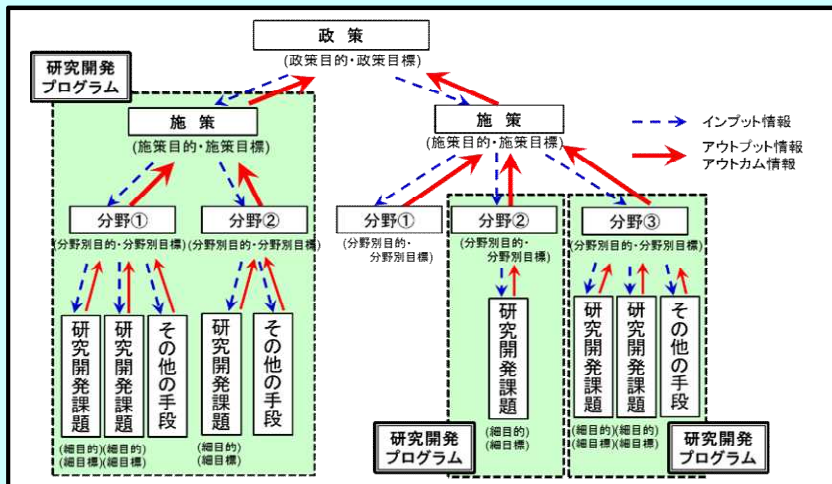 政 策
(政策目的・政策目標)
研究開発
プログラム
施 策
(施策目的・施策目標)
施 策
(施策目的・施策目標)
インプット情報
アウトプット情報
アウトカム情報
分野①
(分野別目的・分野別目標)
分野②
(分野別目的・分野別目標)
分野①
(分野別目的・
分野別目標)
分野②
(分野別目的・
分野別目標)
分野③
(分野別目的・分野別目標)
研究開発課題
研究開発課題
その他の手段
研究開発課題
その他の手段
研究開発課題
研究開発課題
研究開発課題
その他の手段
(細目的)(細目的)
(細目標)(細目標)
(細目的)
(細目標)
(細目的)
(細目標)
(細目的)(細目的)
(細目標)(細目標)
研究開発
プログラム
研究開発
プログラム